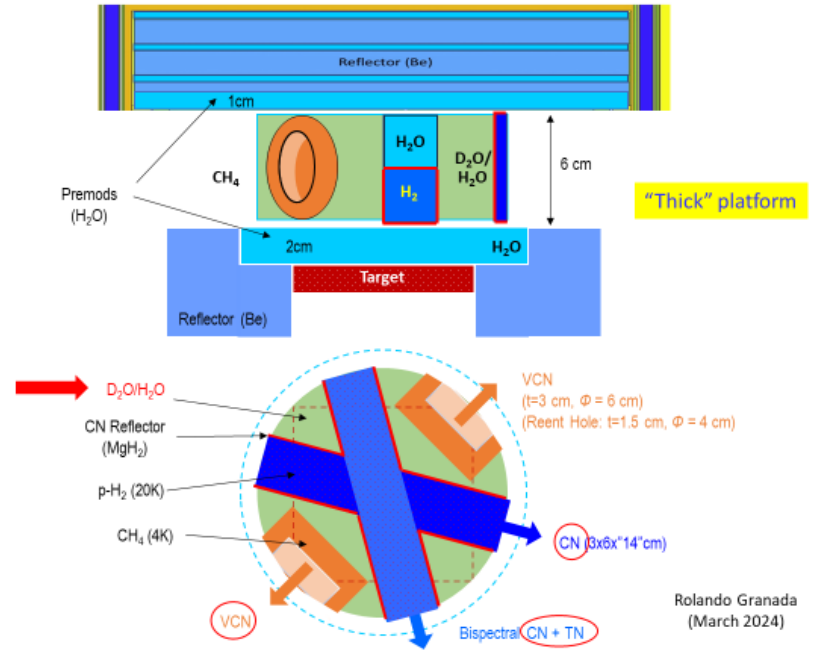 Reflector (Be)
1cm
H₂O
CH₄
D₂O/
H₂O
H₂
6 cm
Premods
(H₂O)
"Thick" platform
2cm
H₂O
Target
Reflector (Be)
D₂O/H₂O
VCN
(t=3 cm, Φ = 6 cm)
(Reent Hole: t=1.5 cm, Φ = 4 cm)
CN Reflector
(MgH₂)
p-H₂ (20K)
CH₄ (4K)
CN (3x6x"14"cm)
VCN
Bispectral CN + TN
Rolando Granada
(March 2024)